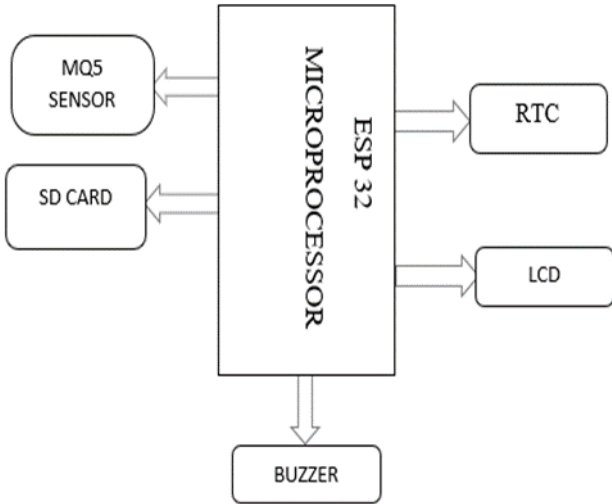 MQ5
SENSOR
SD CARD
ESP 32
MICROPROCESSOR
RTC
LCD
BUZZER